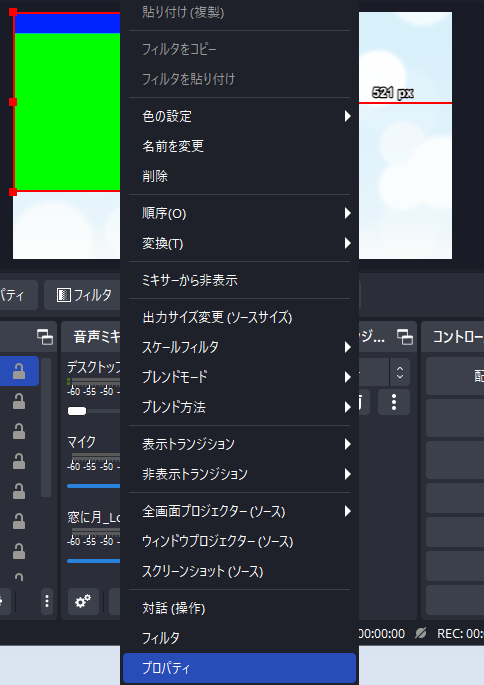 貼り付け (複製)
フィルタをコピー
フィルタを貼り付け
521 px
色の設定
名前を変更
削除
順序(O)
変換(T)
ミキサーから非表示
パティ
フィルタ
出力サイズ変更 (ソースサイズ)
音声ミキ
ジ...
コントロー
スケールフィルタ
デスクトップ
-60 -55 -50
ブレンドモード
配
ブレンド方法
マイク
-60 -55 -50
表示トランジション
非表示トランジション
窓に月_Lo
-60 -55 -50
全画面プロジェクター (ソース)
ウィンドウプロジェクター (ソース)
スクリーンショット (ソース)
対話 (操作)
フィルタ
00:00:00
REC: 00:
プロパティ